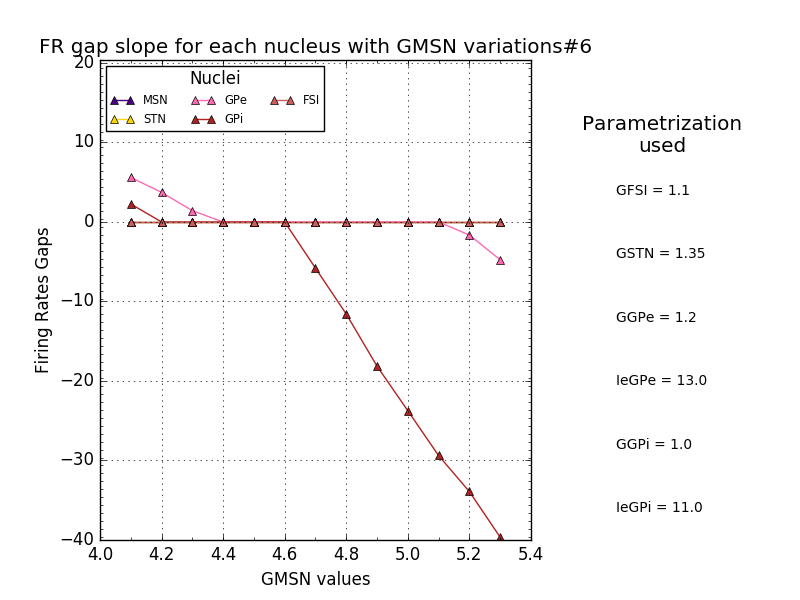 FR gap slope for each nucleus with GMSN variations#6
Nuclei
MSN GPe FSI
STN GPi
20
10
0
−10
−20
−30
−40
Firing Rates Gaps
4.0 4.2 4.4 4.6 4.8 5.0 5.2 5.4
GMSN values
Parametrization
used
GFSI = 1.1
GSTN = 1.35
GGPe = 1.2
IeGPe = 13.0
GGPi = 1.0
IeGPi = 11.0